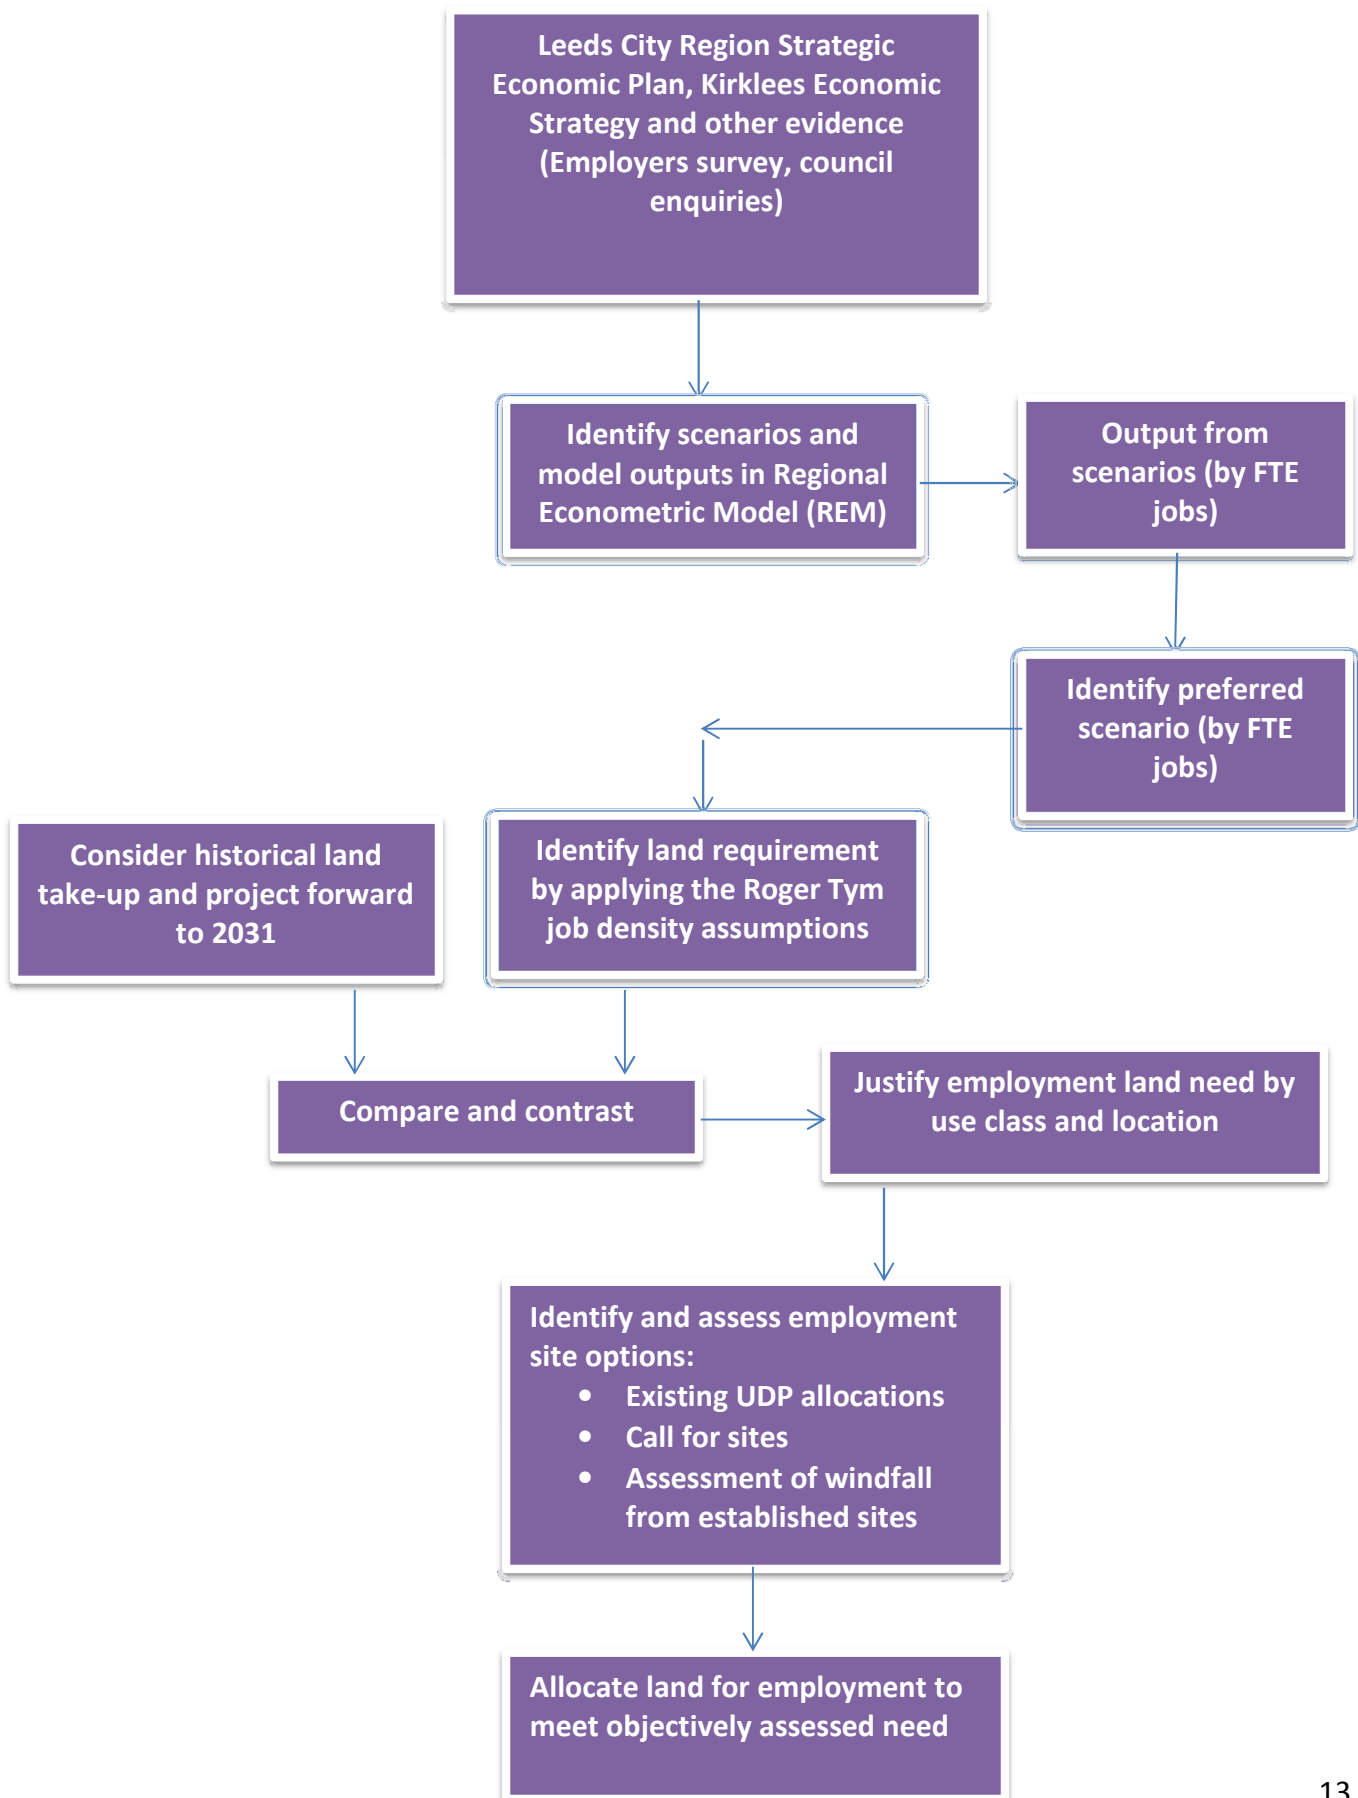 Leeds City Region Strategic
Economic Plan, Kirklees Economic
Strategy and other evidence
(Employers survey, council
enquiries)
Identify scenarios and
model outputs in Regional
Econometric Model (REM)
Output from
scenarios (by FTE
jobs)
Identify preferred
scenario (by FTE
jobs)
Consider historical land
take-up and project forward
to 2031
Identify land requirement
by applying the Roger Tym
job density assumptions
Compare and contrast
Justify employment land need by
use class and location
Identify and assess employment
site options:
• Existing UDP allocations
• Call for sites
• Assessment of windfall
from established sites
Allocate land for employment to
meet objectively assessed need
13